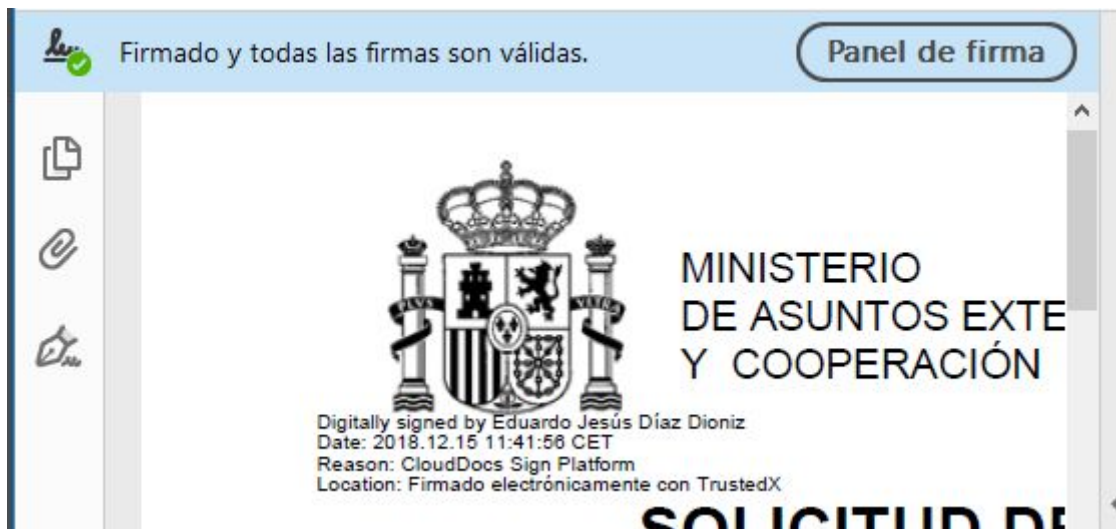 Firmado y todas las firmas son válidas.
Panel de firma
PLVS VLTRA
MINISTERIO
DE ASUNTOS EXTE
Y COOPERACIÓN
Digitally signed by Eduardo Jesús Díaz Dioniz
Date: 2018.12.15 11:41:56 CET
Reason: CloudDocs Sign Platform
Location: Firmado electrónicamente con TrustedX
SOLICITUD DE